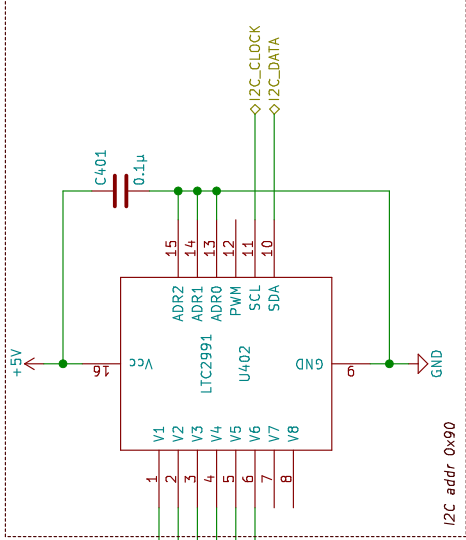 I2C_CLOCK
I2C_DATA
C401
0.1µ
15
14
13
12
11
10
ADR2
ADR1
ADR0
PWM
SCL
SDA
+5V
16
Vcc
LTC2991
U402
GND
9
GND
V1
V2
V3
V4
V5
V6
V7
V8
1
2
3
4
5
6
7
8
I2C addr 0x90